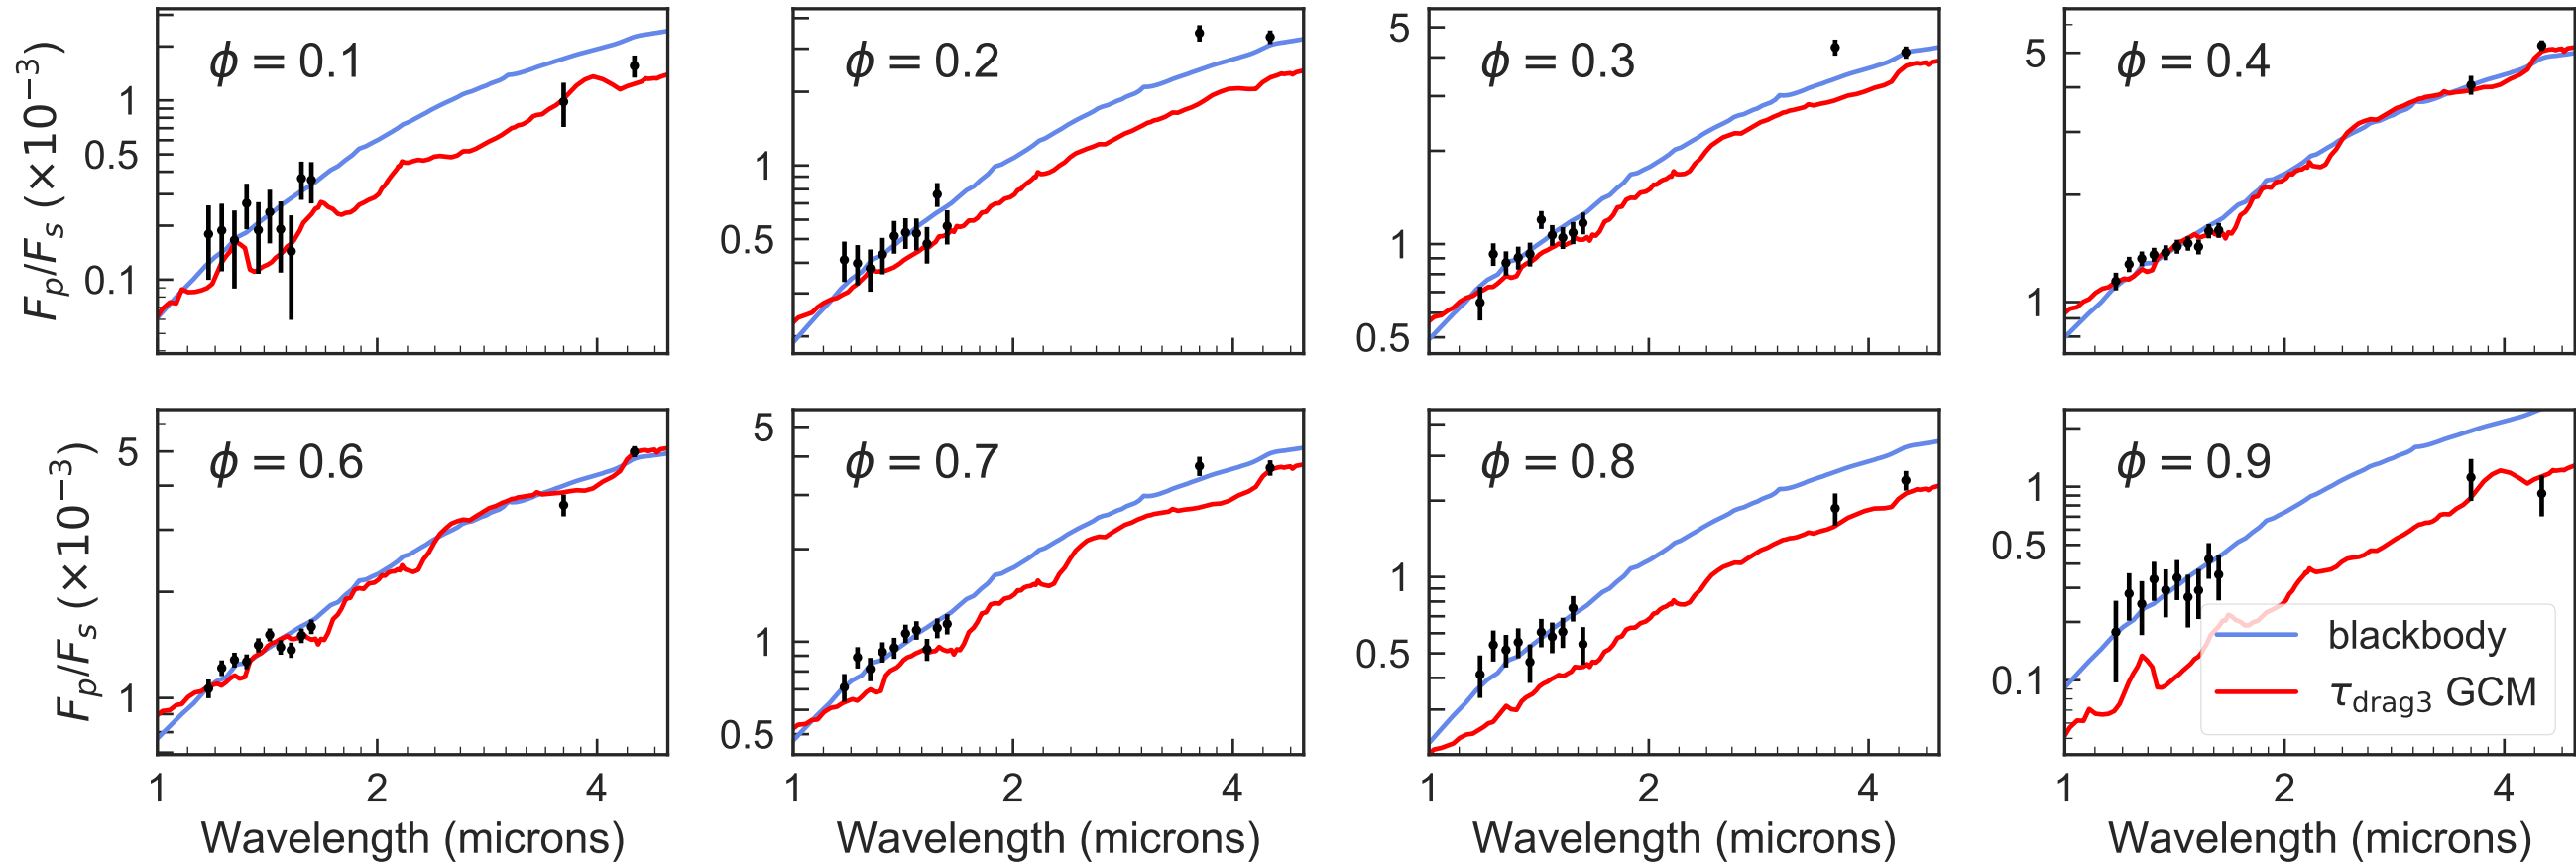 ϕ = 0.1
ϕ = 0.2
ϕ = 0.3
ϕ = 0.4
F_p/F_s (×10⁻³)
1
0.5
0.1
1
0.5
5
1
0.5
5
1
ϕ = 0.6
ϕ = 0.7
ϕ = 0.8
ϕ = 0.9
F_p/F_s (×10⁻³)
5
1
5
1
0.5
1
0.5
1
0.5
0.1
blackbody
τ_drag3 GCM
1 2 4
1 2 4
1 2 4
1 2 4
Wavelength (microns)
Wavelength (microns)
Wavelength (microns)
Wavelength (microns)